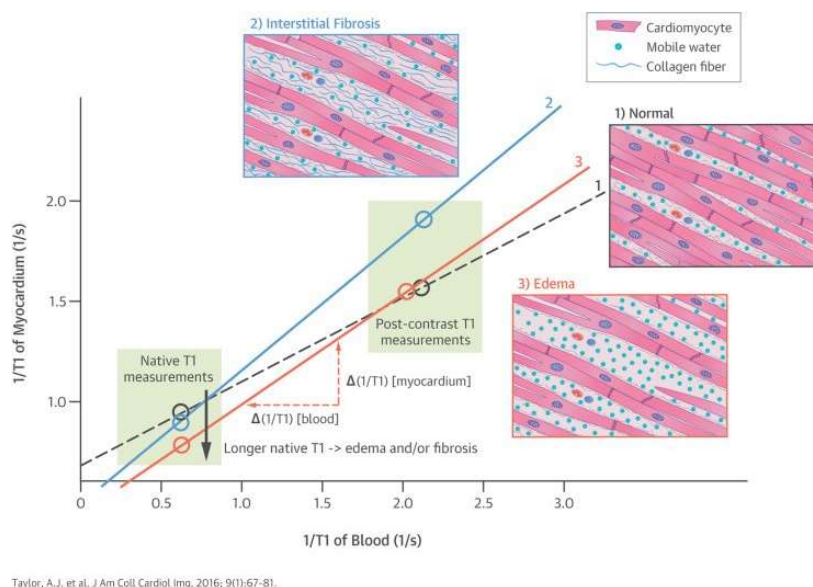 2) Interstitial Fibrosis
Cardiomyocyte
Mobile water
Collagen fiber
1) Normal
2
3
1
2.0
1.5
1.0
1/T1 of Myocardium (1/s)
Native T1
measurements
Post-contrast T1
measurements
Δ(1/T1) [myocardium]
Δ(1/T1) [blood]
Longer native T1 -> edema and/or fibrosis
3) Edema
0
0.5
1.0
1.5
2.0
2.5
3.0
1/T1 of Blood (1/s)
Taylor, A.J. et al. J Am Coll Cardiol Img. 2016; 9(1):67-81.